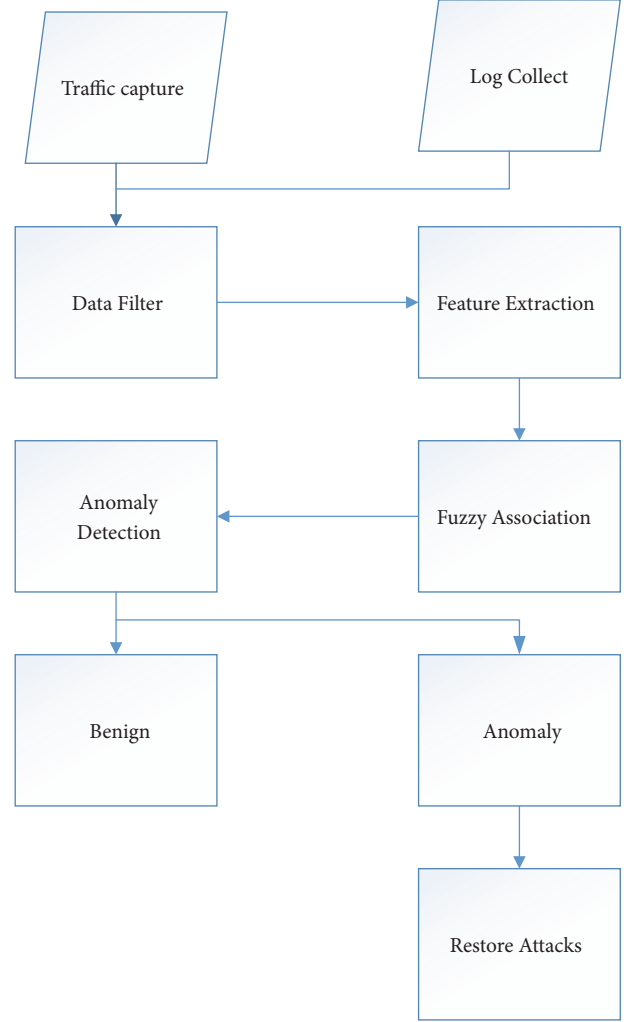 Traffic capture
Log Collect
Data Filter
Feature Extraction
Anomaly
Detection
Fuzzy Association
Benign
Anomaly
Restore Attacks